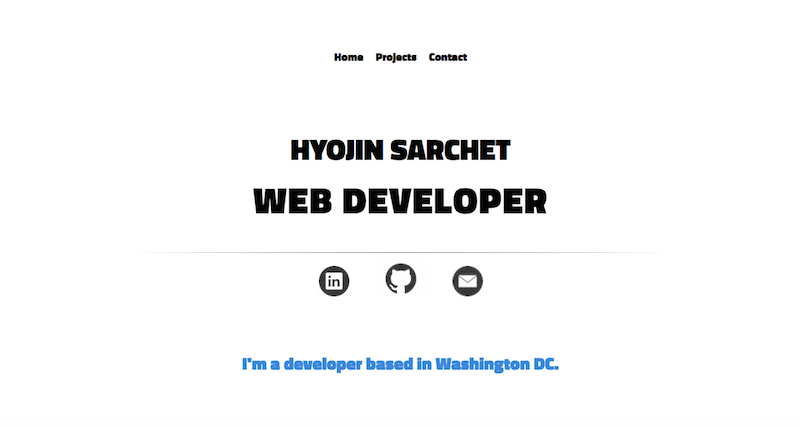 Home Projects Contact
HYOJIN SARCHET
WEB DEVELOPER
in
I'm a developer based in Washington DC.